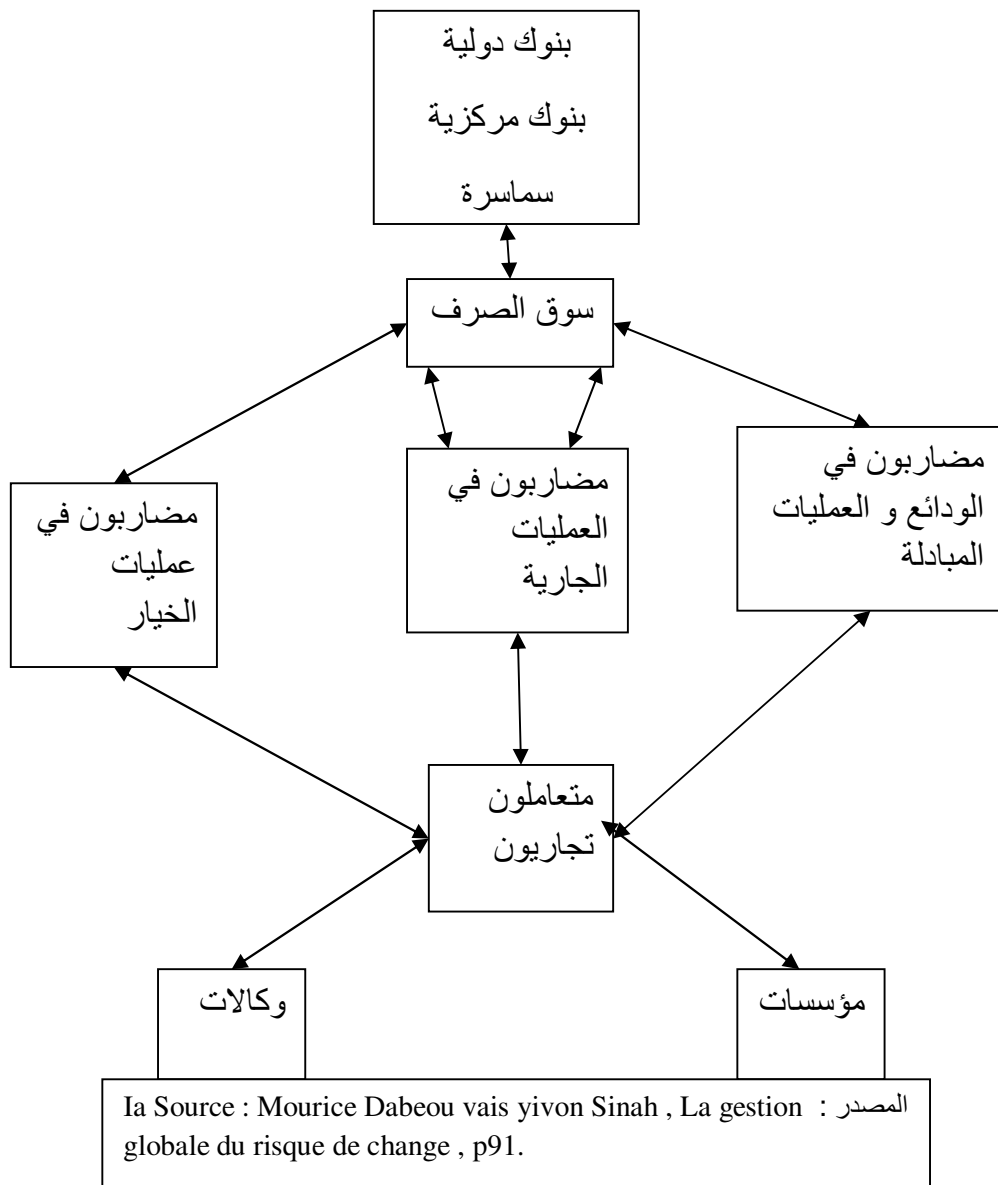 بنوك دولية
بنوك مركزية
سماسرة
سوق الصرف
مضاربون في
الودائع و العمليات
المبادلة
مضاربون في
العمليات
الجارية
مضاربون في
عمليات
الخيار
متعاملون
تجاريون
مؤسسات
وكالات
المصدر : Ia Source : Mourice Dabeou vais yivon Sinah , La gestion
globale du risque de change , p91.